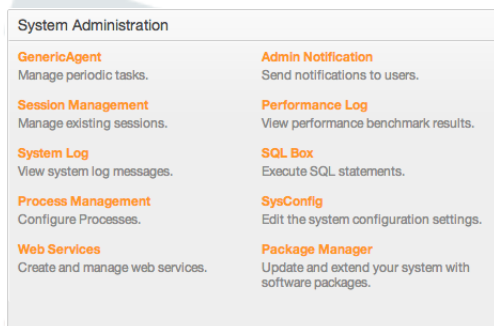 System Administration
GenericAgent
Manage periodic tasks.
Admin Notification
Send notifications to users.
Session Management
Manage existing sessions.
Performance Log
View performance benchmark results.
System Log
View system log messages.
SQL Box
Execute SQL statements.
Process Management
Configure Processes.
SysConfig
Edit the system configuration settings.
Web Services
Create and manage web services.
Package Manager
Update and extend your system with
software packages.